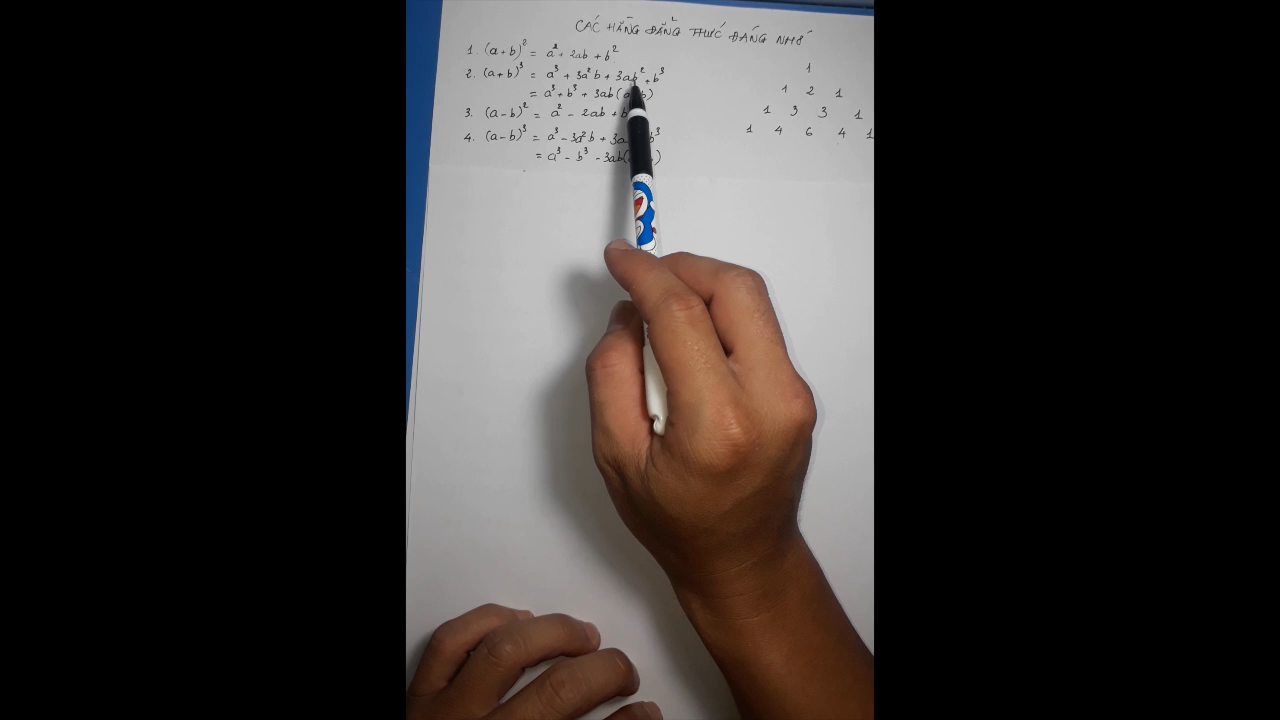 CÁC HẰNG ĐẲNG THỨC ĐÁNG NHỚ
1. (a+b)² = a² + 2ab + b²
2. (a+b)³ = a³ + 3a²b + 3ab² + b³
= a³ + b³ + 3ab(a b)
3. (a-b)² = a² - 2ab + b
4. (a-b)³ = a³ - 3a²b + 3a b³
= a³ - b³ - 3ab( )
1
1 2 1
1 3 3 1
1 4 6 4 1